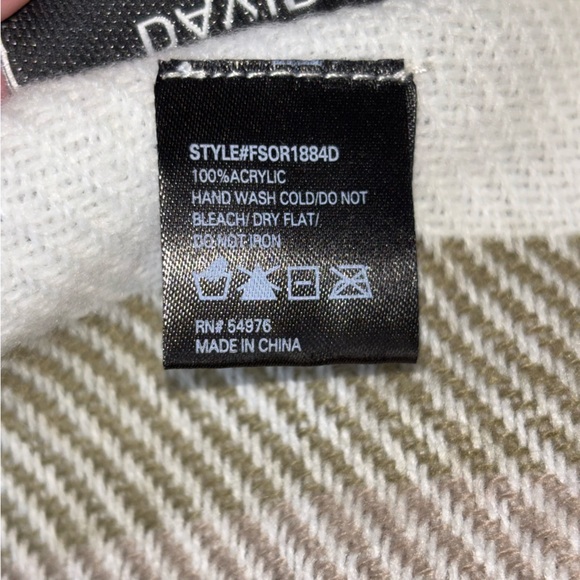 STYLE#FSOR1884D
100%ACRYLIC
HAND WASH COLD/DO NOT
BLEACH/ DRY FLAT/
DO NOT IRON
RN# 54976
MADE IN CHINA